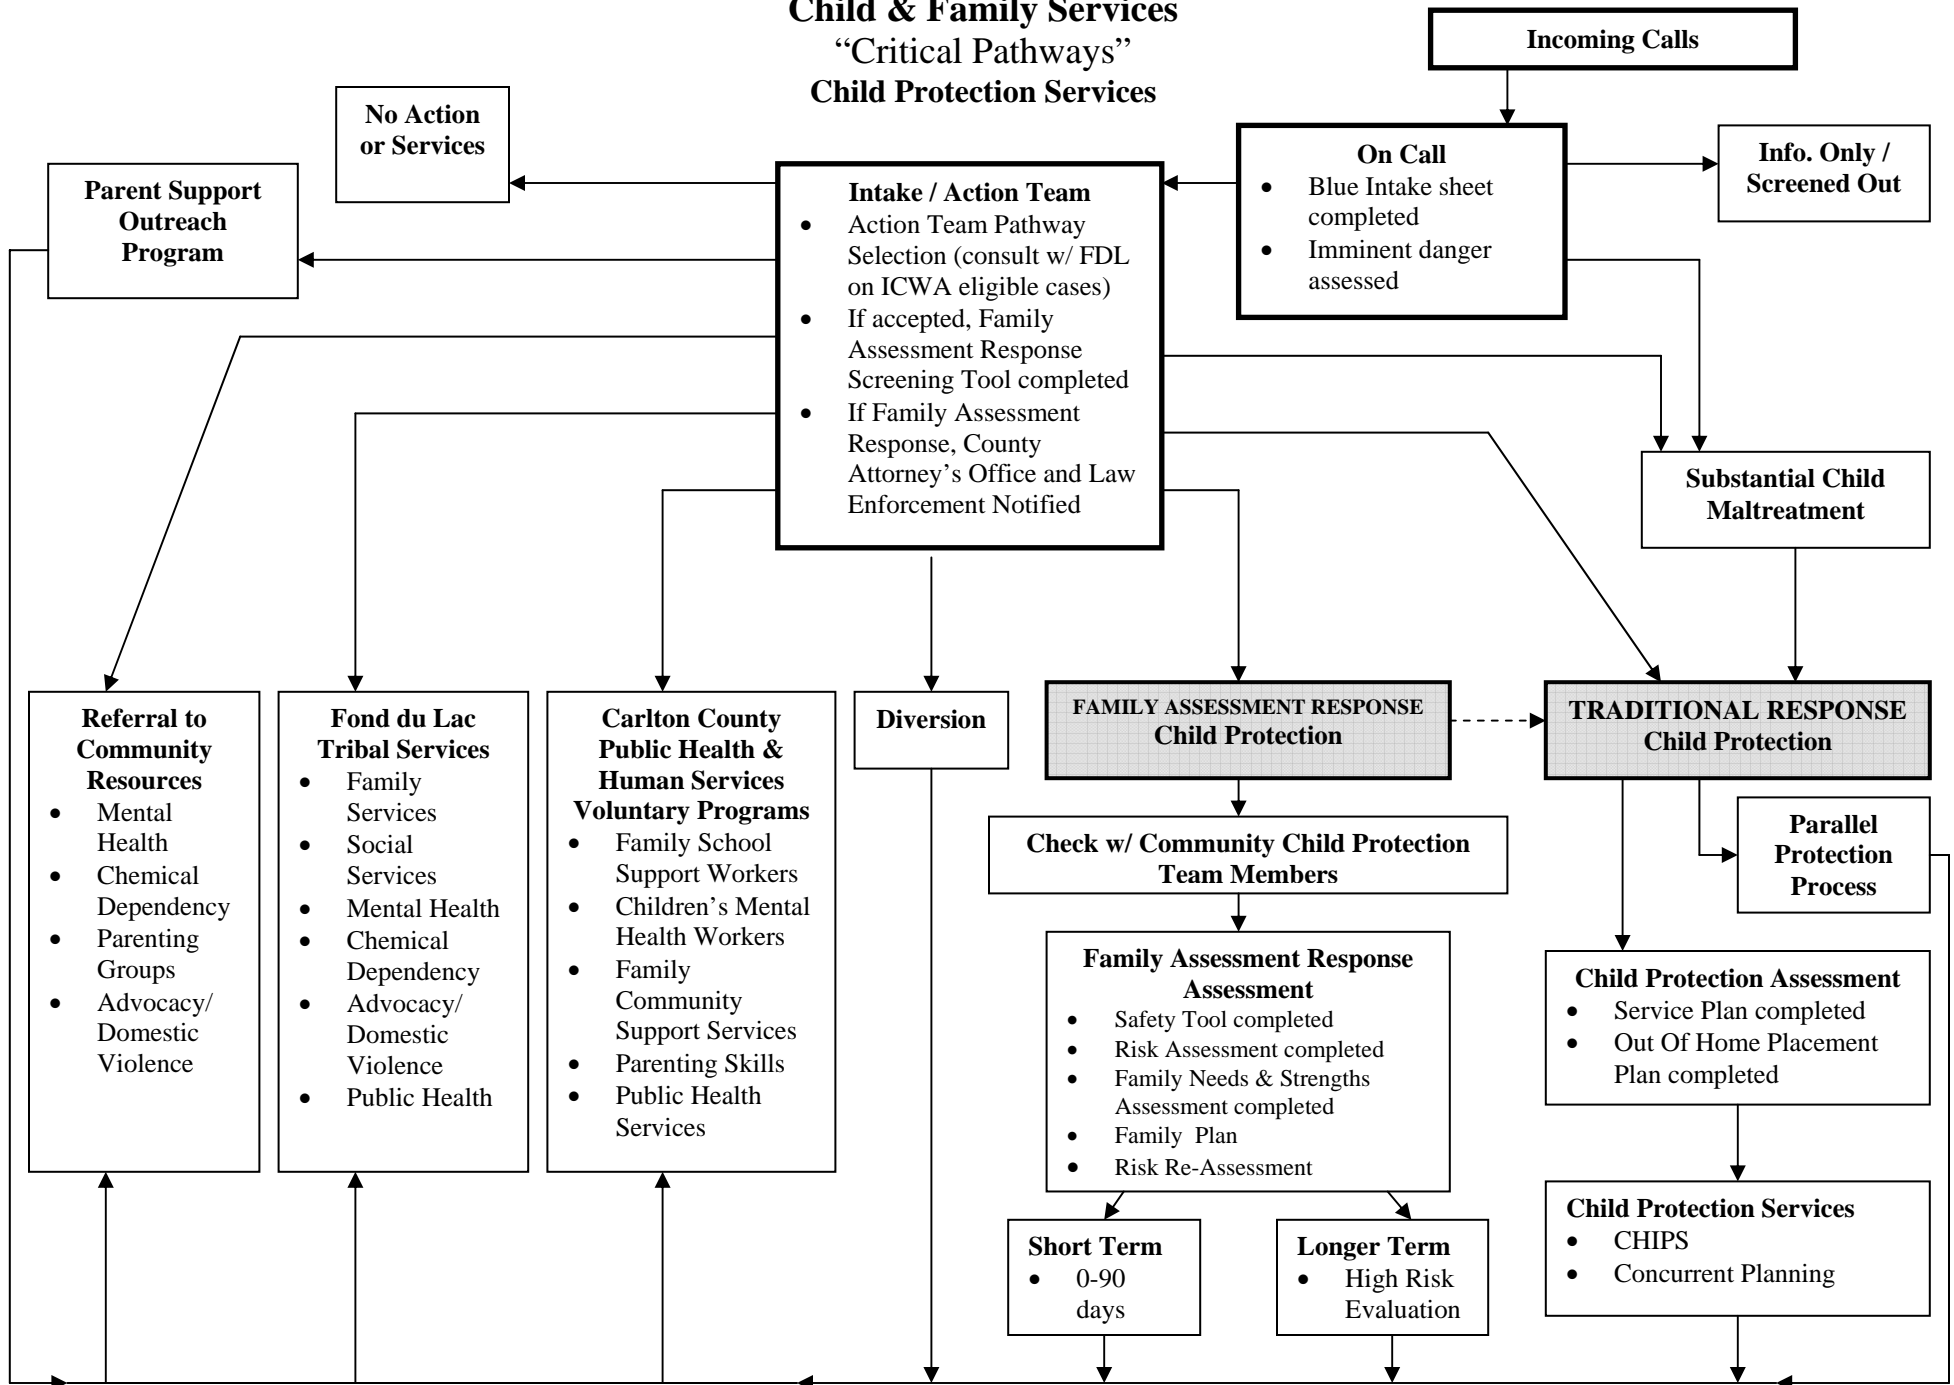 Child & Family Services
“Critical Pathways”
Child Protection Services
Incoming Calls
No Action
or Services
On Call
• Blue Intake sheet
completed
• Imminent danger
assessed
Info. Only /
Screened Out
Parent Support
Outreach
Program
Intake / Action Team
• Action Team Pathway
Selection (consult w/ FDL
on ICWA eligible cases)
• If accepted, Family
Assessment Response
Screening Tool completed
• If Family Assessment
Response, County
Attorney’s Office and Law
Enforcement Notified
Substantial Child
Maltreatment
Referral to
Community
Resources
• Mental
Health
• Chemical
Dependency
• Parenting
Groups
• Advocacy/
Domestic
Violence
Fond du Lac
Tribal Services
• Family
Services
• Social
Services
• Mental Health
• Chemical
Dependency
• Advocacy/
Domestic
Violence
• Public Health
Carlton County
Public Health &
Human Services
Voluntary Programs
• Family School
Support Workers
• Children’s Mental
Health Workers
• Family
Community
Support Services
• Parenting Skills
• Public Health
Services
Diversion
FAMILY ASSESSMENT RESPONSE
Child Protection
TRADITIONAL RESPONSE
Child Protection
Check w/ Community Child Protection
Team Members
Parallel
Protection
Process
Family Assessment Response
Assessment
• Safety Tool completed
• Risk Assessment completed
• Family Needs & Strengths
Assessment completed
• Family Plan
• Risk Re-Assessment
Child Protection Assessment
• Service Plan completed
• Out Of Home Placement
Plan completed
Short Term
• 0-90
days
Longer Term
• High Risk
Evaluation
Child Protection Services
• CHIPS
• Concurrent Planning